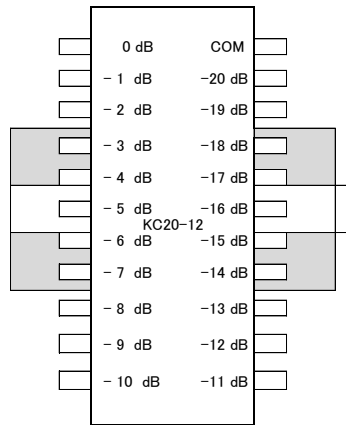 0 dB COM
- 1 dB -20 dB
- 2 dB -19 dB
- 3 dB -18 dB
- 4 dB -17 dB
- 5 dB -16 dB
KC20-12
- 6 dB -15 dB
- 7 dB -14 dB
- 8 dB -13 dB
- 9 dB -12 dB
- 10 dB -11 dB